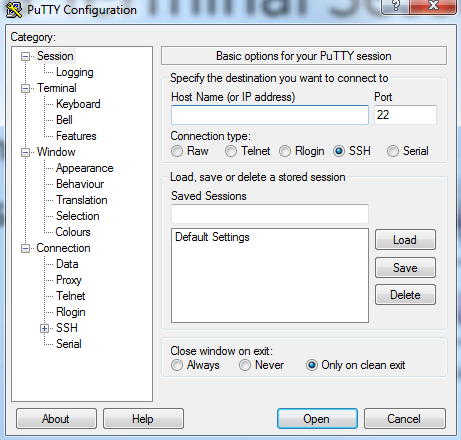 PuTTY Configuration
?
Category:
Session
Logging
Terminal
Keyboard
Bell
Features
Window
Appearance
Behaviour
Translation
Selection
Colours
Connection
Data
Proxy
Telnet
Rlogin
SSH
Serial
Basic options for your PuTTY session
Specify the destination you want to connect to
Host Name (or IP address) Port
22
Connection type:
Raw Telnet Rlogin SSH Serial
Load, save or delete a stored session
Saved Sessions
Default Settings
Load
Save
Delete
Close window on exit:
Always Never Only on clean exit
About Help Open Cancel